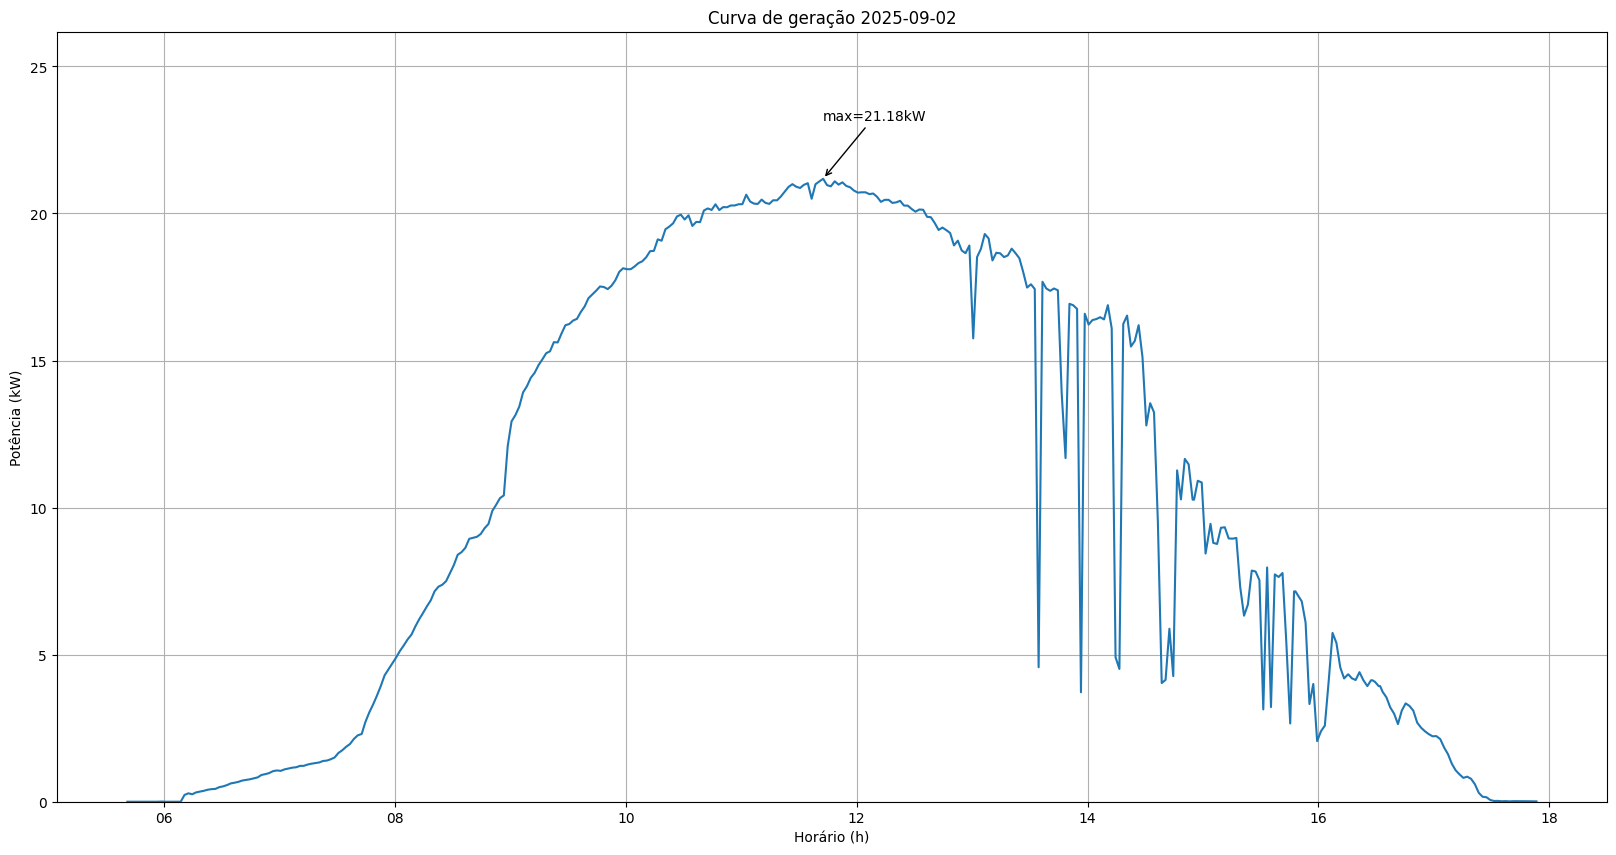 Curva de geração 2025-09-02
25
max=21.18kW
20
15
Potência (kW)
10
5
0
06 08 10 12 14 16 18
Horário (h)